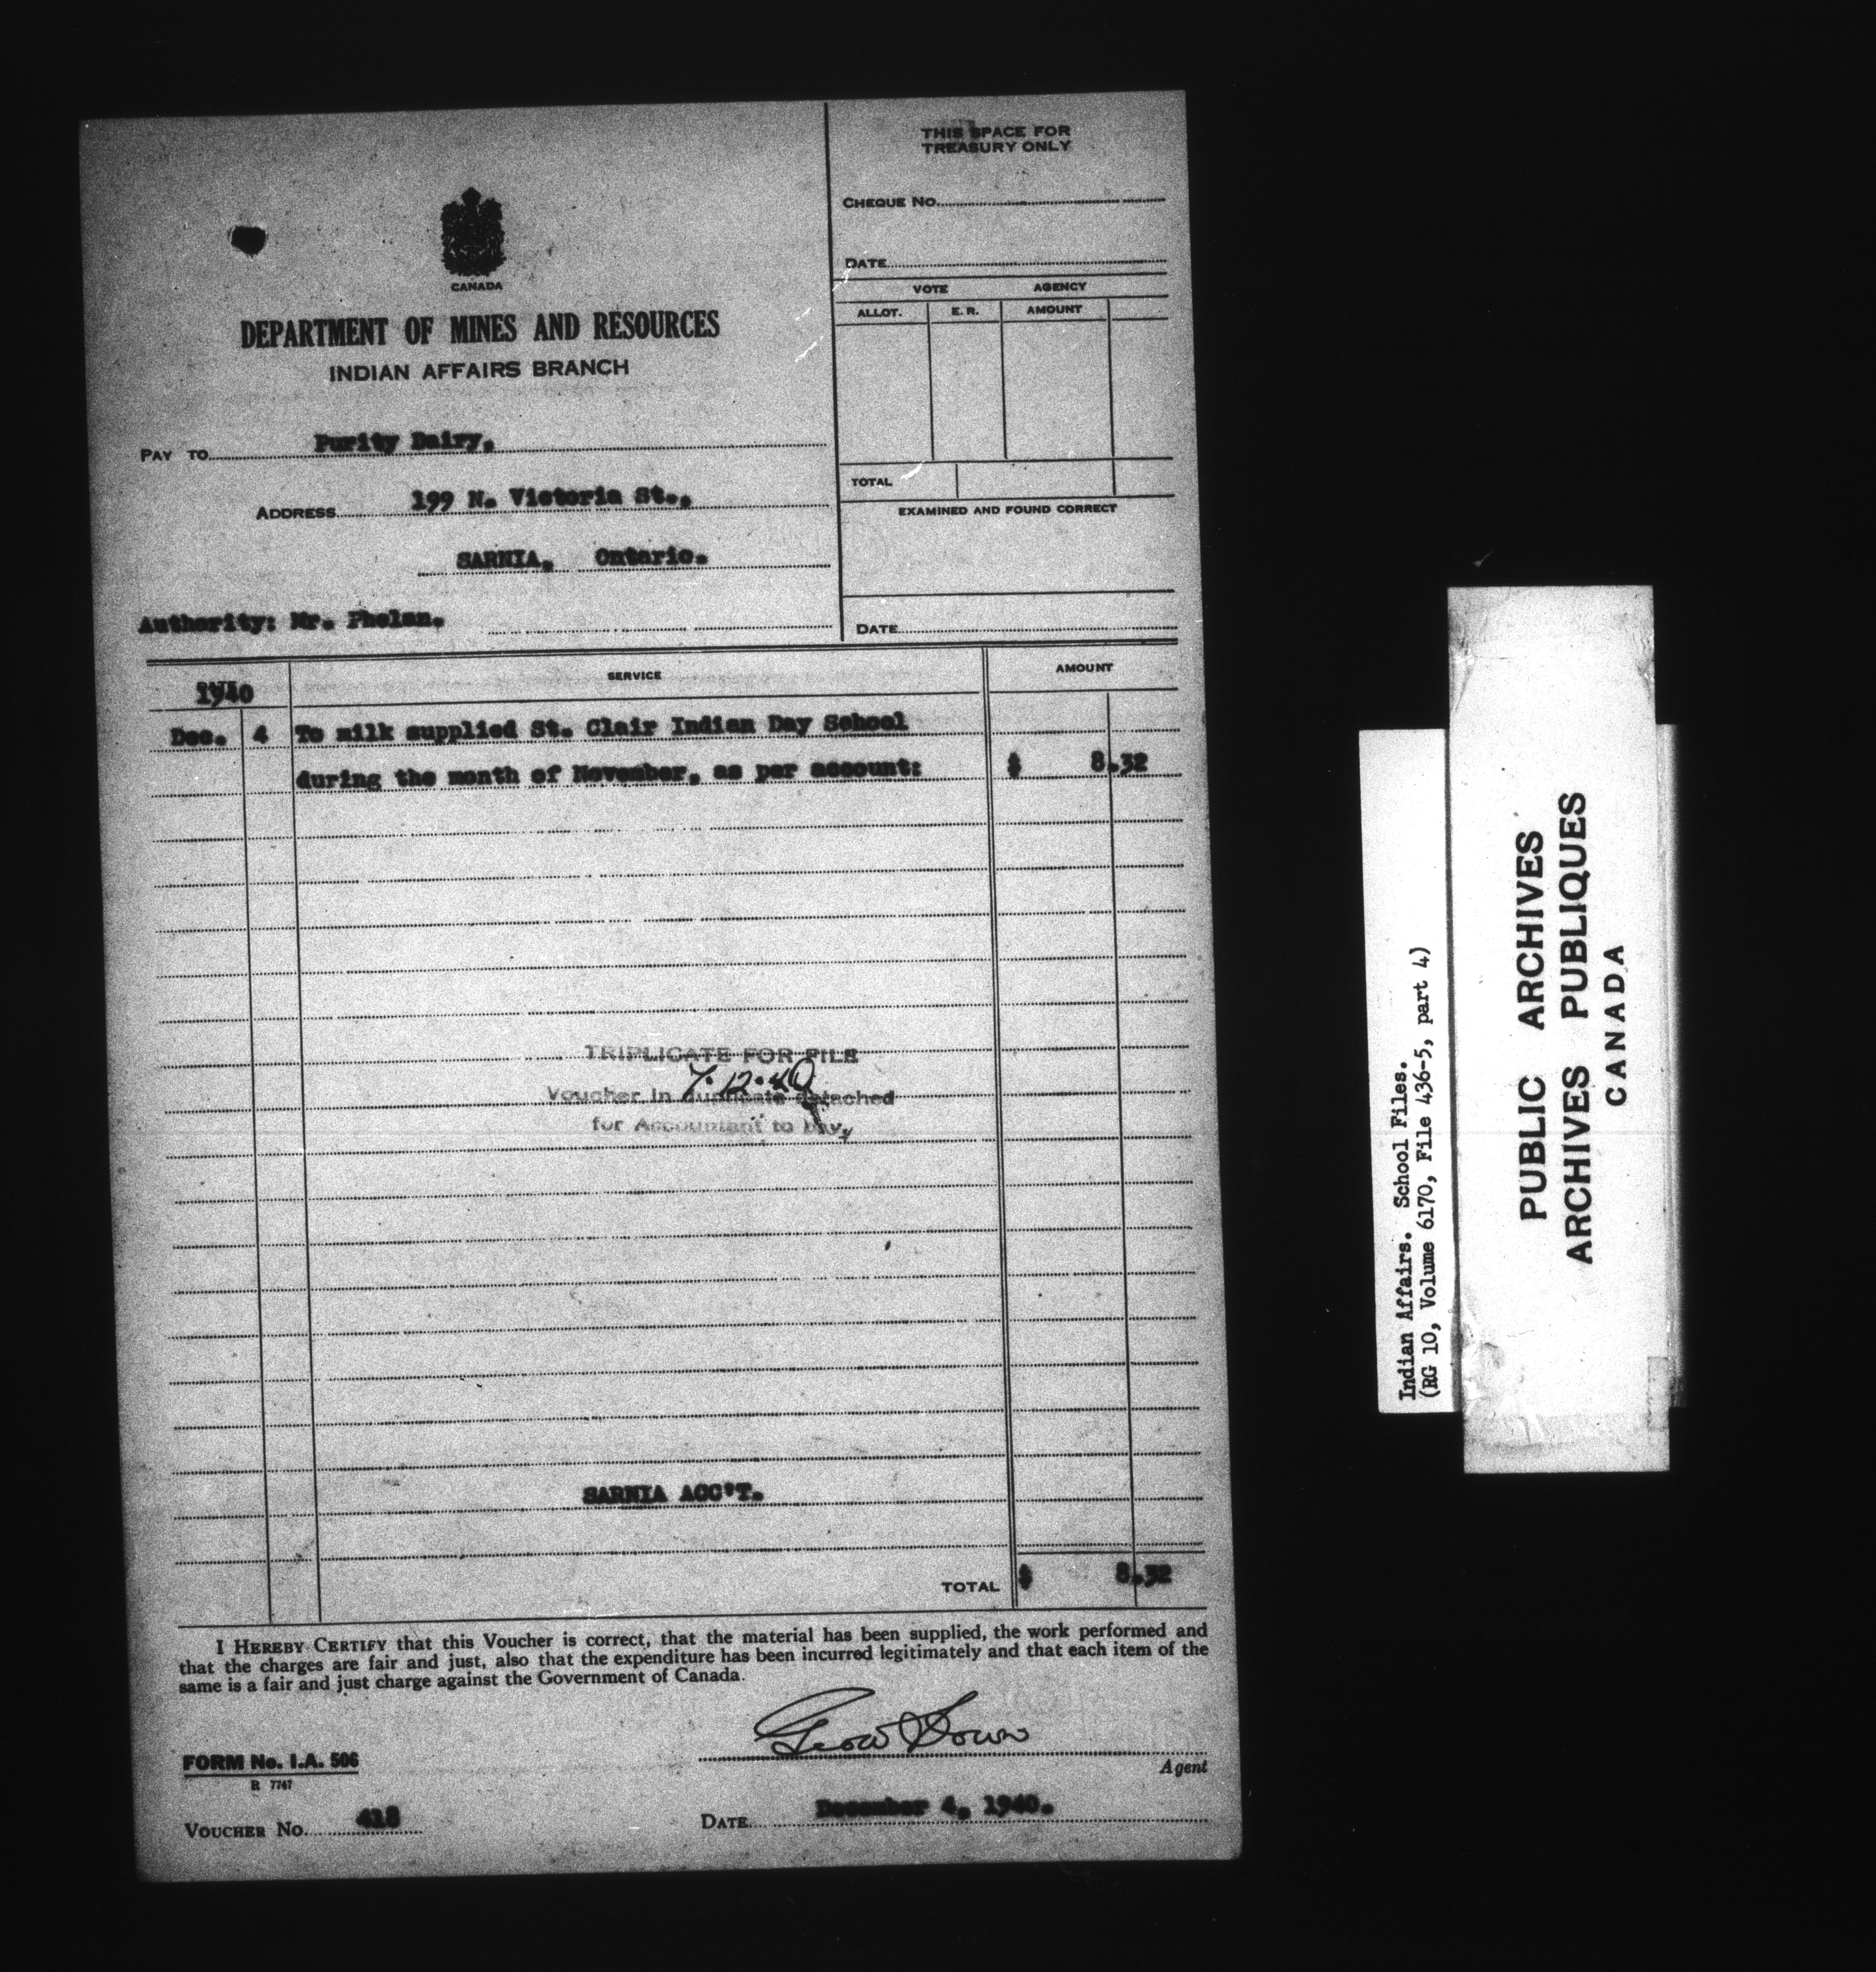 THIS SPACE FOR
TREASURY ONLY
CHEQUE No.
DATE
VOTE AGENCY
ALLOT. E. R. AMOUNT
TOTAL
EXAMINED AND FOUND CORRECT
DATE
CANADA
DEPARTMENT OF MINES AND RESOURCES
INDIAN AFFAIRS BRANCH
PAY TO Purity Dairy,
ADDRESS 199 N. Victoria St.,
SARNIA, Ontario.
Authority: Mr. Phelan.
DATE SERVICE AMOUNT
1940
Dec. 4 To milk supplied St. Clair Indian Day School
during the month of November, as per account: $ 8.32
TRIPLICATE FOR FILE
7.12.40
Voucher in duplicate detached
for Accountant to pay
SARNIA ACC'T.
TOTAL $ 8.32
I HEREBY CERTIFY that this Voucher is correct, that the material has been supplied, the work performed and
that the charges are fair and just, also that the expenditure has been incurred legitimately and that each item of the
same is a fair and just charge against the Government of Canada.
Agent
FORM No. I.A. 506
R 7747
VOUCHER No. 418
DATE December 4, 1940.
Indian Affairs. School Files.
(RG 10, Volume 6170, File 436-5, part 4)
PUBLIC ARCHIVES
ARCHIVES PUBLIQUES
CANADA